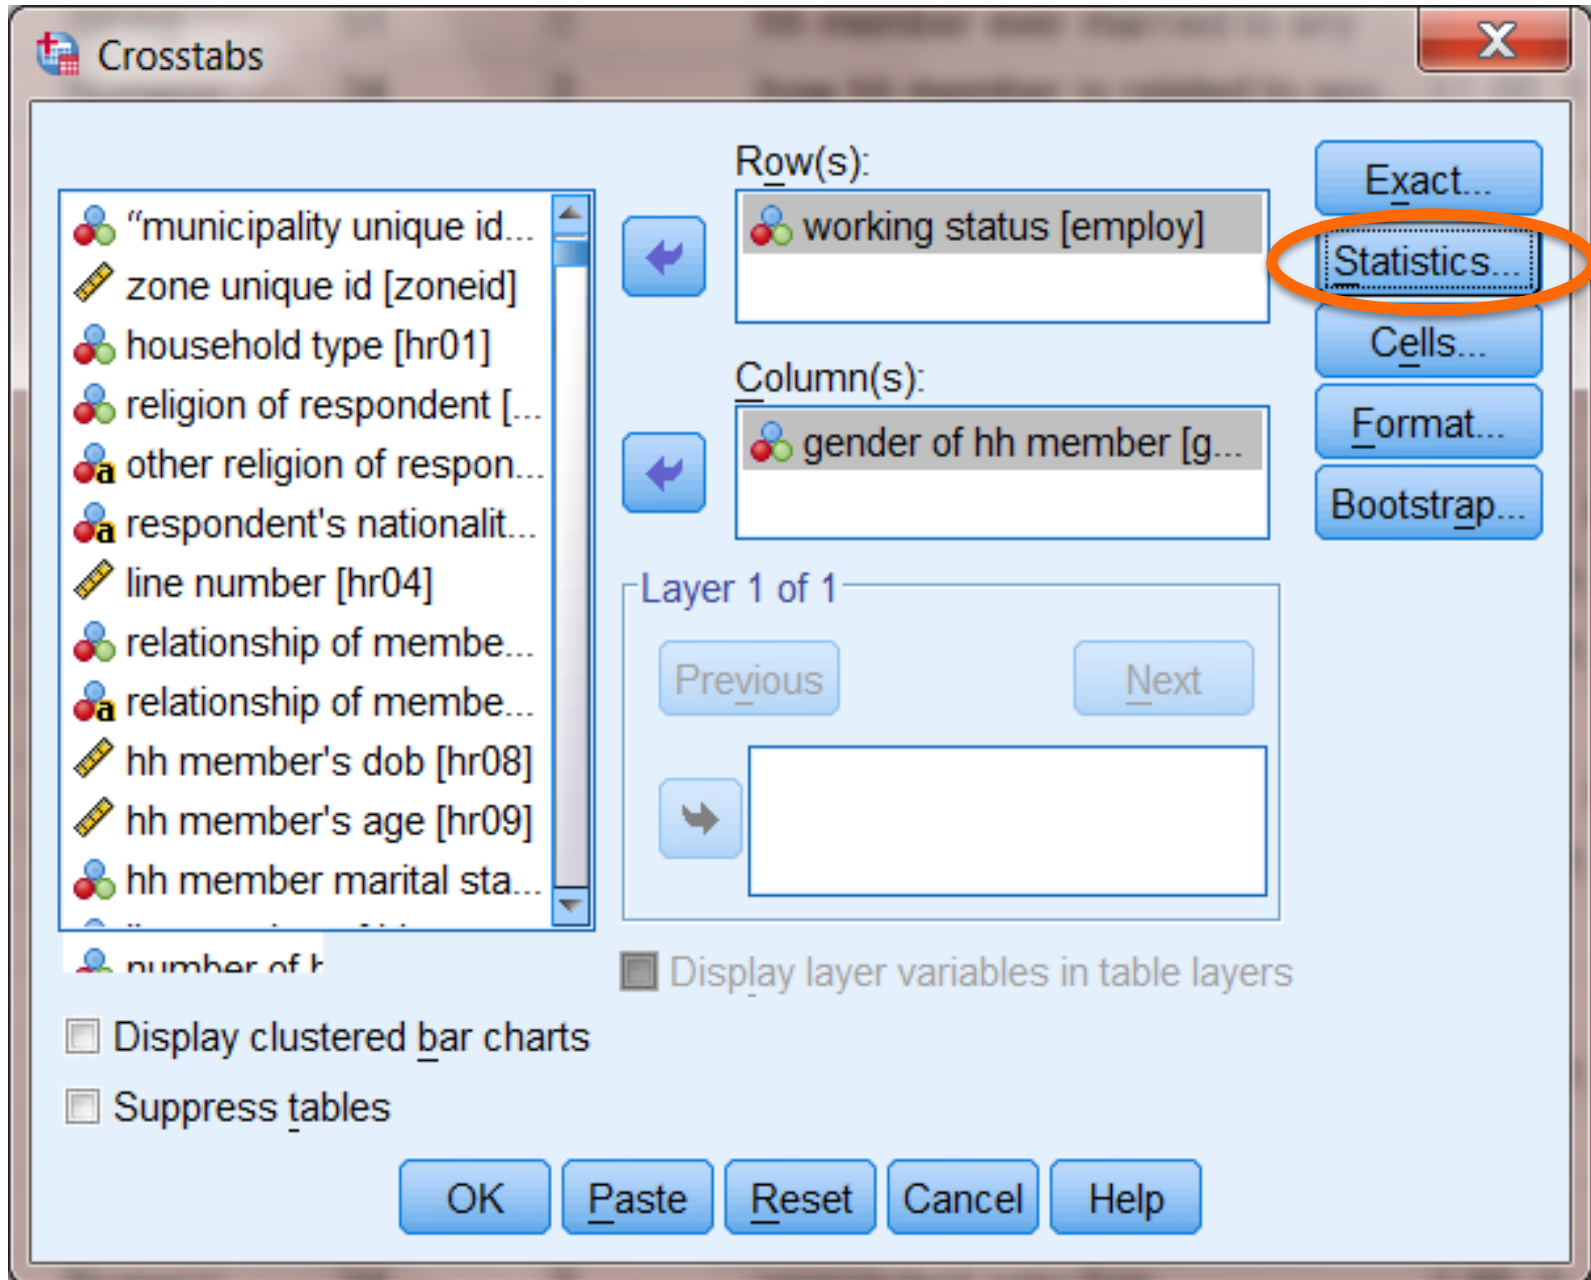 Crosstabs
X
"municipality unique id...
zone unique id [zoneid]
household type [hr01]
religion of respondent [...
other religion of respon...
respondent's nationalit...
line number [hr04]
relationship of membe...
relationship of membe...
hh member's dob [hr08]
hh member's age [hr09]
hh member marital sta...
number of
Row(s):
working status [employ]
Column(s):
gender of hh member [g...
Layer 1 of 1
Previous
Next
Display layer variables in table layers
Exact...
Statistics...
Cells...
Format...
Bootstrap...
Display clustered bar charts
Suppress tables
OK
Paste
Reset
Cancel
Help